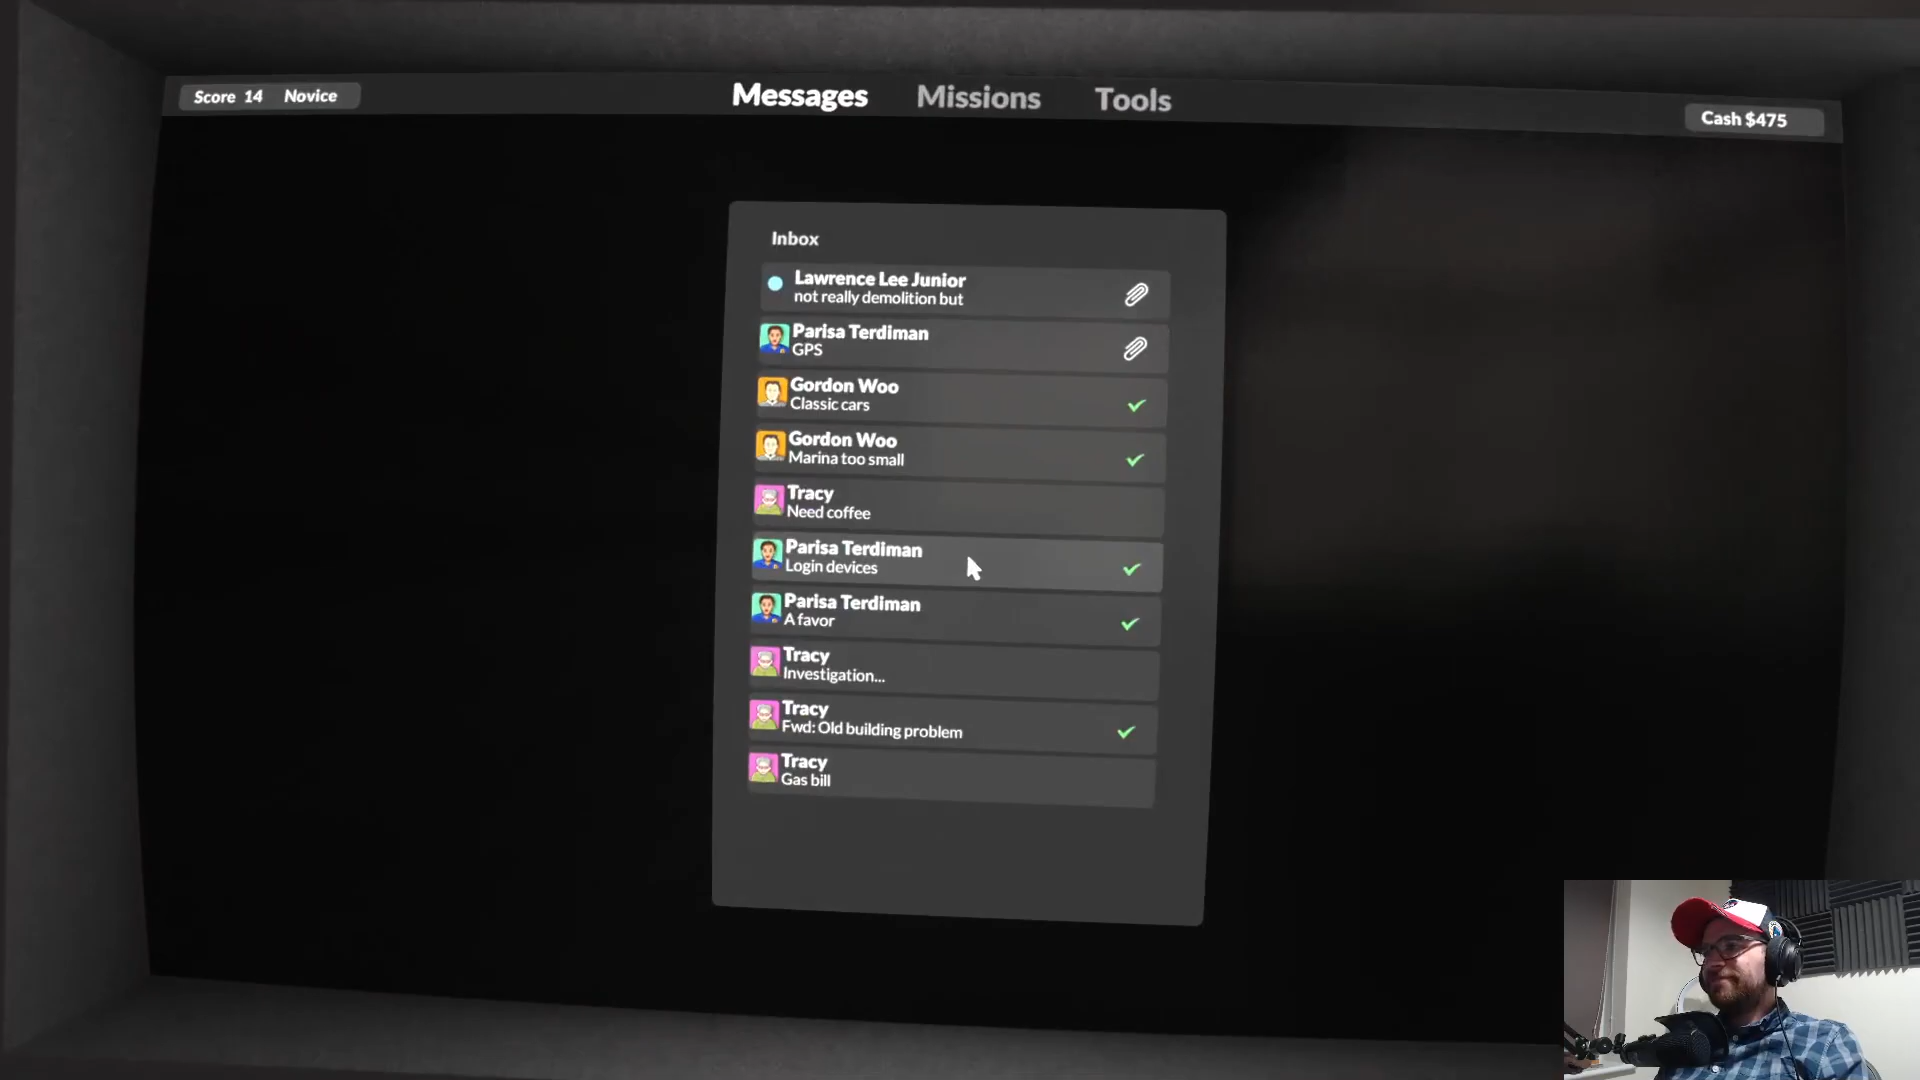 Score 14 Novice
Messages Missions Tools
Cash $475
Inbox
Lawrence Lee Junior
not really demolition but
Parisa Terdiman
GPS
Gordon Woo
Classic cars
Gordon Woo
Marina too small
Tracy
Need coffee
Parisa Terdiman
Login devices
Parisa Terdiman
A favor
Tracy
Investigation...
Tracy
Fwd: Old building problem
Tracy
Gas bill